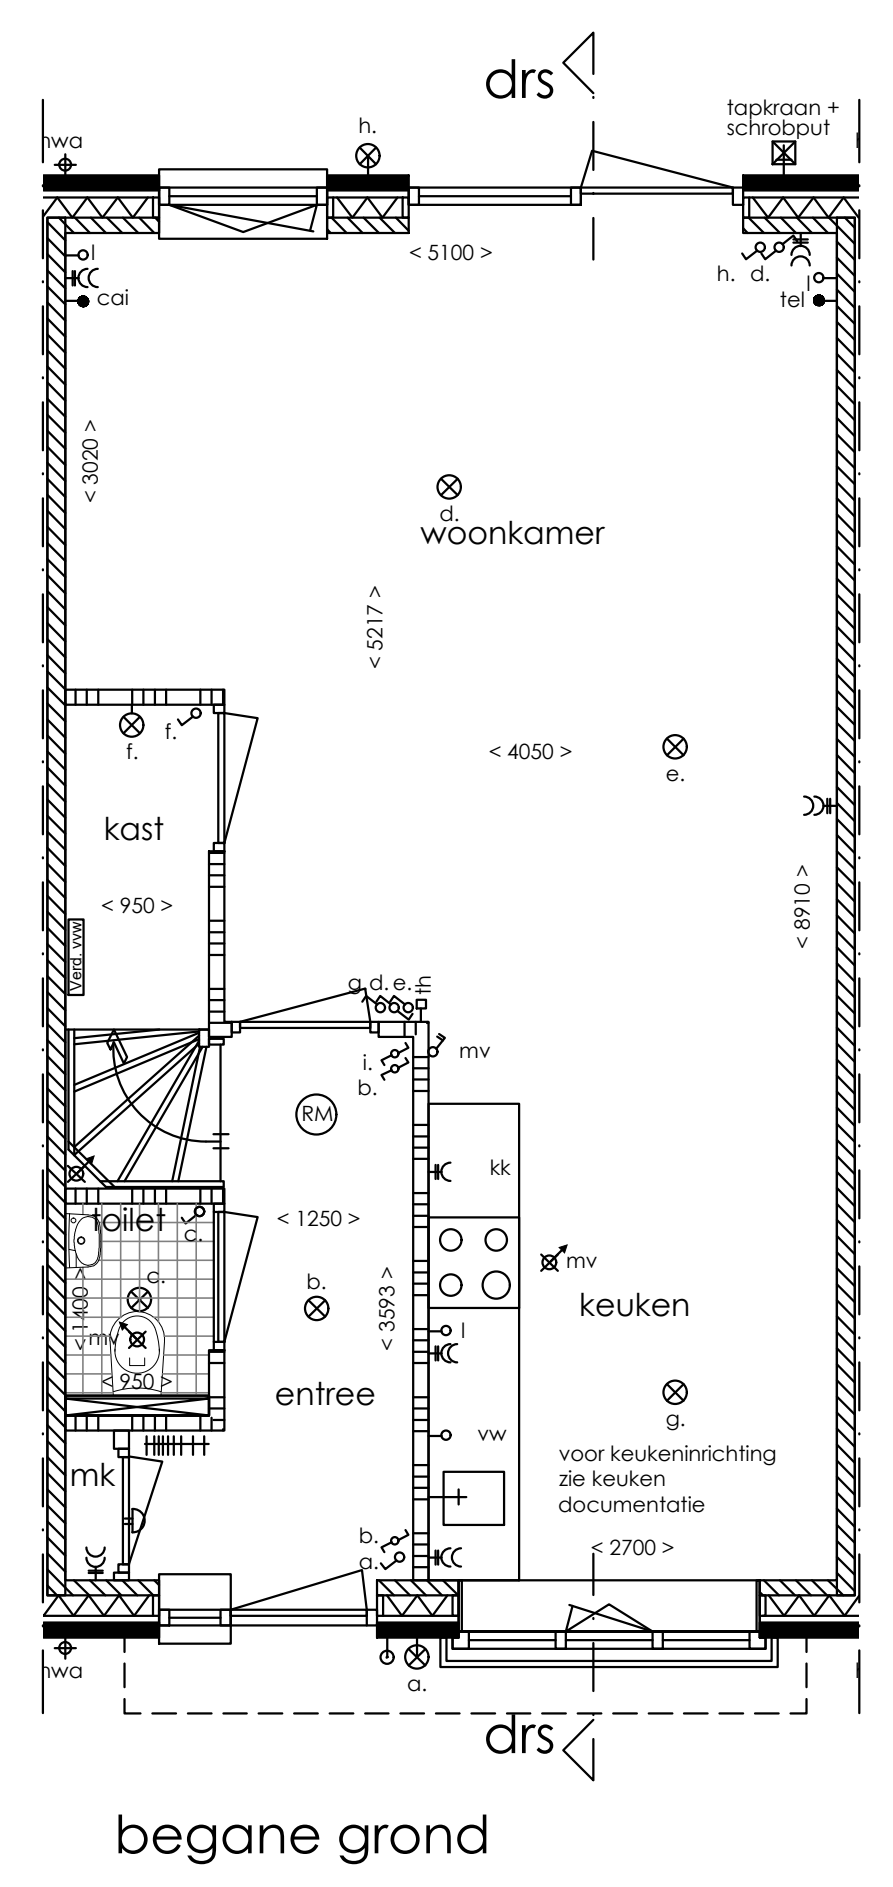 drs
tapkraan +
schrobput
h.
hwa
< 5100 >
l
cai
h. d.
l
tel
< 3020 >
d.
woonkamer
< 5217 >
f.
f.
< 4050 >
e.
kast
< 950 >
< 8910 >
Verd. vvw
g.d.e.
th
i.
b.
mv
RM
kk
toilet
c.
< 1250 >
c.
b.
mv
< 1400 >
mv
< 3593 >
keuken
l
< 950 >
entree
g.
vw
voor keukeninrichting
zie keuken
documentatie
mk
b.
a.
< 2700 >
hwa
a.
drs
begane grond